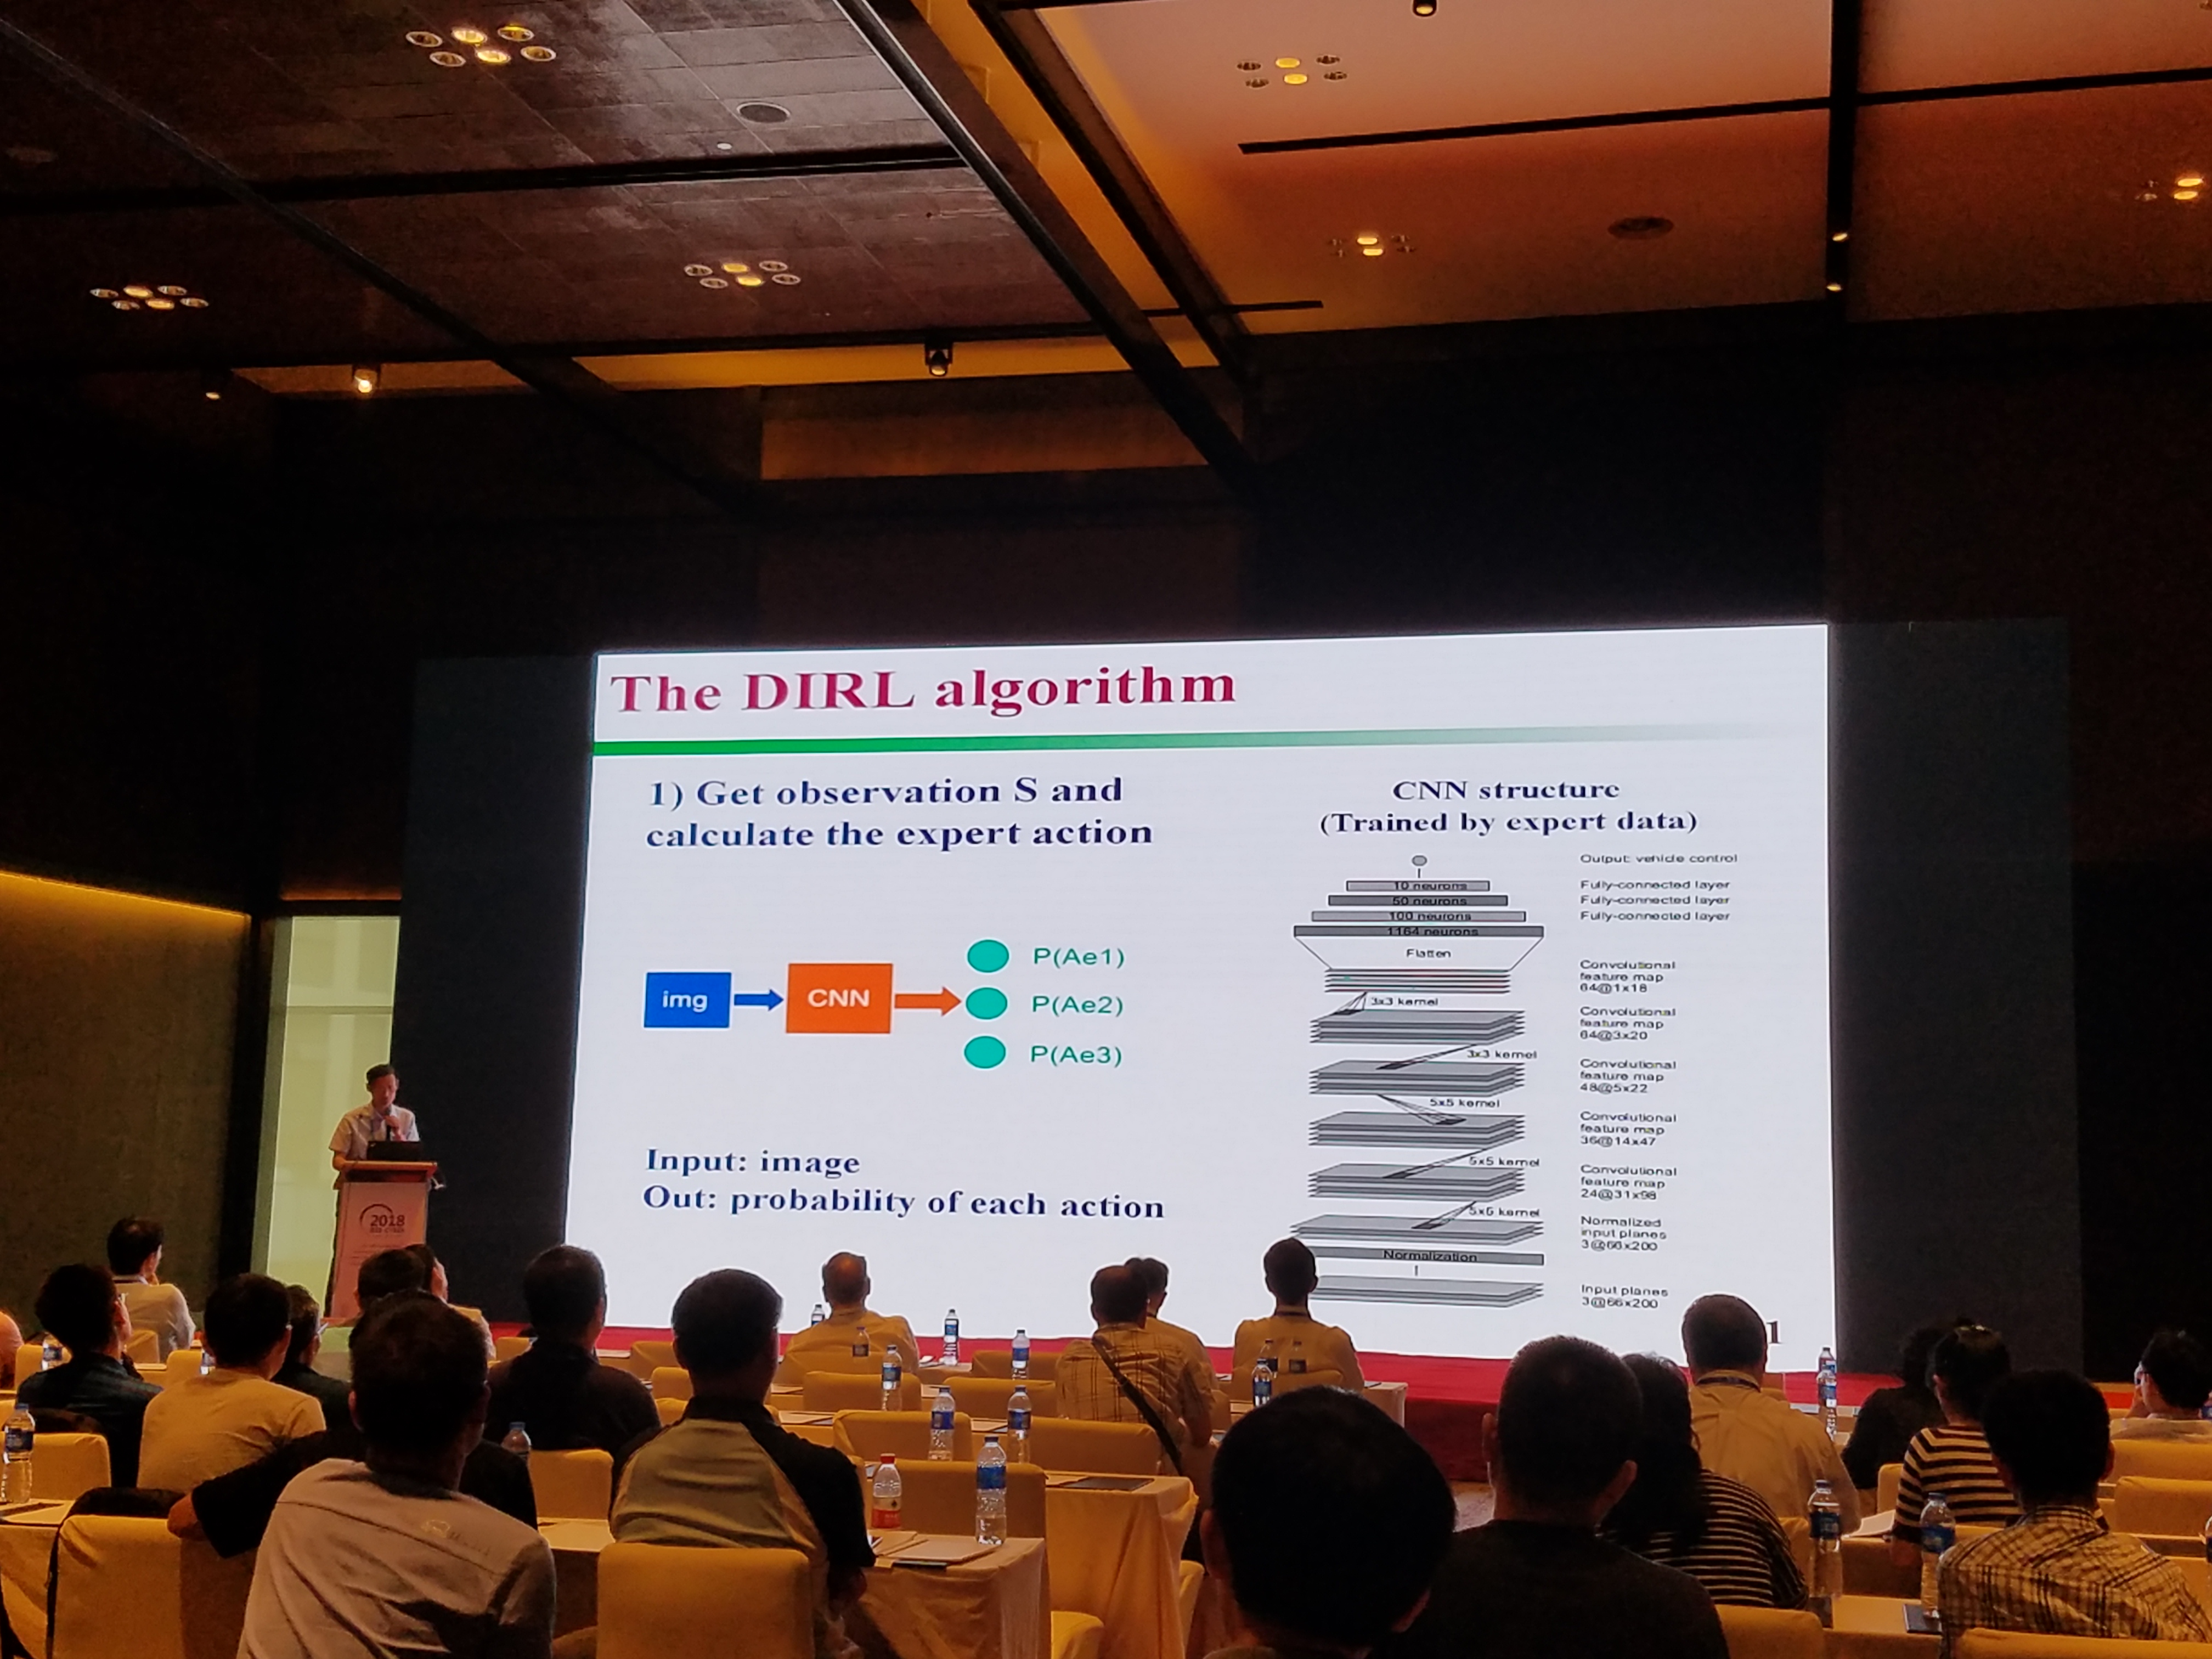 The DIRL algorithm
1) Get observation S and
calculate the expert action
img
CNN
P(Ae1)
P(Ae2)
P(Ae3)
Input: image
Out: probability of each action
CNN structure
(Trained by expert data)
Output: vehicle control
10 neurons
Fully-connected layer
50 neurons
Fully-connected layer
100 neurons
Fully-connected layer
1164 neurons
Flatten
Convolutional
feature map
64@1x18
3x3 kernel
Convolutional
feature map
64@3x20
3x3 kernel
Convolutional
feature map
48@5x22
5x5 kernel
Convolutional
feature map
36@14x47
5x5 kernel
Convolutional
feature map
24@31x98
5x5 kernel
Normalized
input planes
3@66x200
Normalization
Input planes
3@66x200
1
2018